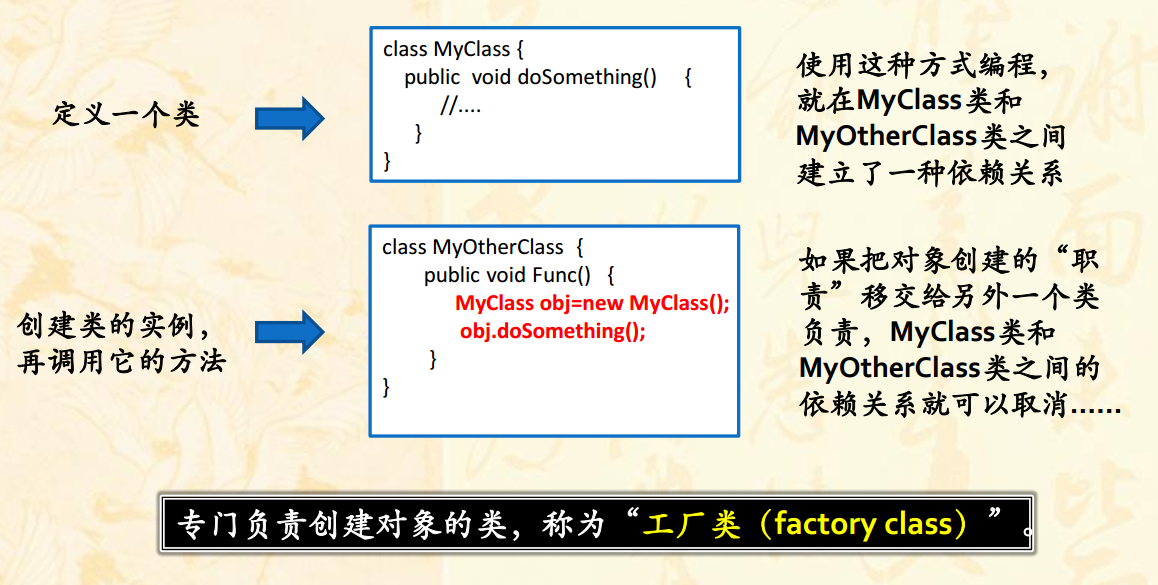 定义一个类
class MyClass {
public  void doSomething()    {
//....
}
}
使用这种方式编程，
就在MyClass类和
MyOtherClass类之间
建立了一种依赖关系
创建类的实例，
再调用它的方法
class MyOtherClass  {
public void Func()   {
MyClass obj=new MyClass();
obj.doSomething();
}
}
如果把对象创建的“职
责”移交给另外一个类
负责，MyClass类和
MyOtherClass类之间的
依赖关系就可以取消……
专门负责创建对象的类，称为“工厂类（factory class）”。